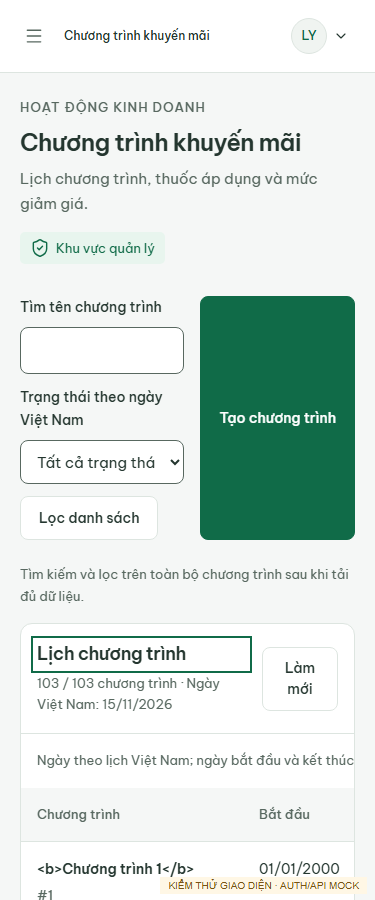 Chương trình khuyến mãi
LY
HOẠT ĐỘNG KINH DOANH
Chương trình khuyến mãi
Lịch chương trình, thuốc áp dụng và mức
giảm giá.
Khu vực quản lý
Tìm tên chương trình
Trạng thái theo ngày
Việt Nam
Tất cả trạng thá
Lọc danh sách
Tạo chương trình
Tìm kiếm và lọc trên toàn bộ chương trình sau khi tải
đủ dữ liệu.
Lịch chương trình
103 / 103 chương trình · Ngày
Việt Nam: 15/11/2026
Làm
mới
Ngày theo lịch Việt Nam; ngày bắt đầu và kết thúc
Chương trình
Bắt đầu
<b>Chương trình 1</b>
01/01/2000
#1
KIỂM THỬ GIAO DIỆN · AUTH/API MOCK